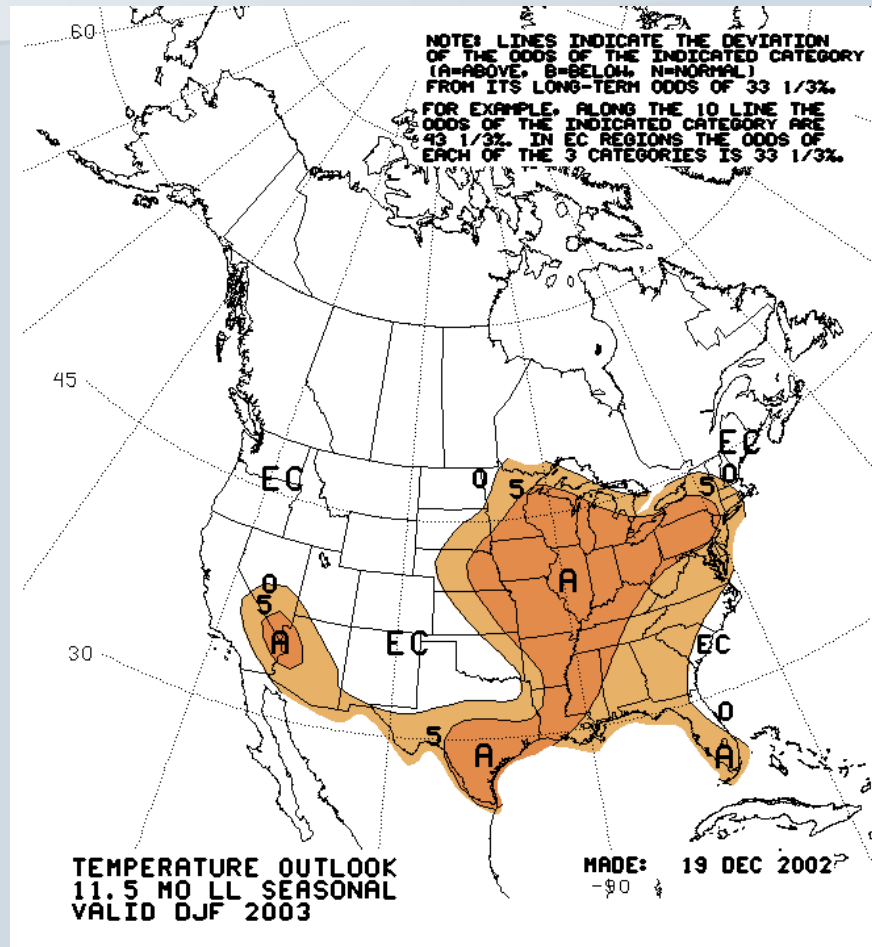 60
NOTE: LINES INDICATE THE DEVIATION
OF THE ODDS OF THE INDICATED CATEGORY
(A=ABOVE, B=BELOW, N=NORMAL)
FROM ITS LONG-TERM ODDS OF 33 1/3%.
FOR EXAMPLE, ALONG THE 10 LINE THE
ODDS OF THE INDICATED CATEGORY ARE
43 1/3%. IN EC REGIONS THE ODDS OF
EACH OF THE 3 CATEGORIES IS 33 1/3%.
45
EC
EC
0
0
5
5
A
0
5
A
EC
EC
30
0
5
A
A
TEMPERATURE OUTLOOK
11.5 MO LL SEASONAL
VALID DJF 2003
MADE: 19 DEC 2002
-90